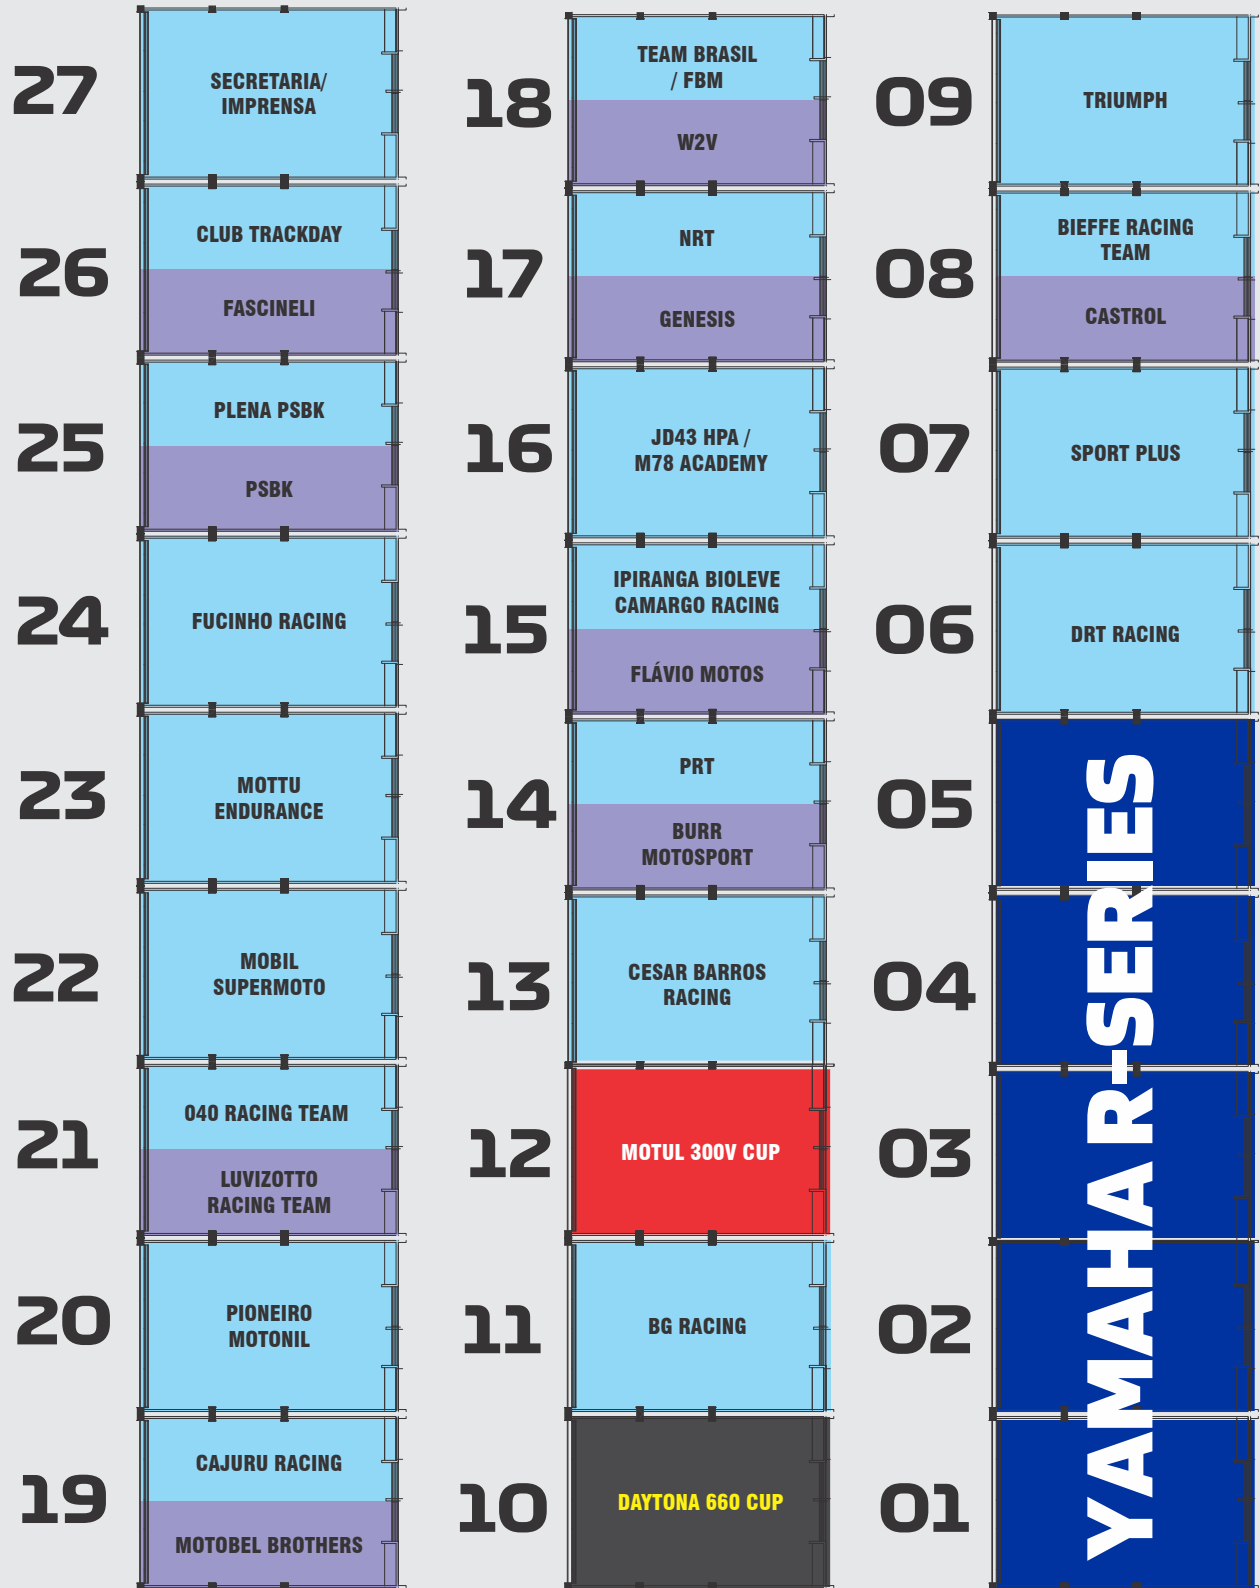 27
SECRETARIA/
IMPRENSA
26
CLUB TRACKDAY
FASCINELI
25
PLENA PSBK
PSBK
24
FUCINHO RACING
23
MOTTU
ENDURANCE
22
MOBIL
SUPERMOTO
21
040 RACING TEAM
LUVIZOTTO
RACING TEAM
20
PIONEIRO
MOTONIL
19
CAJURU RACING
MOTOBEL BROTHERS
18
TEAM BRASIL
/ FBM
W2V
17
NRT
GENESIS
16
JD43 HPA /
M78 ACADEMY
15
IPIRANGA BIOLEVE
CAMARGO RACING
FLÁVIO MOTOS
14
PRT
BURR
MOTOSPORT
13
CESAR BARROS
RACING
12
MOTUL 300V CUP
11
BG RACING
10
DAYTONA 660 CUP
09
TRIUMPH
08
BIEFFE RACING
TEAM
CASTROL
07
SPORT PLUS
06
DRT RACING
05
04
03
02
01
YAMAHA R-SERIES